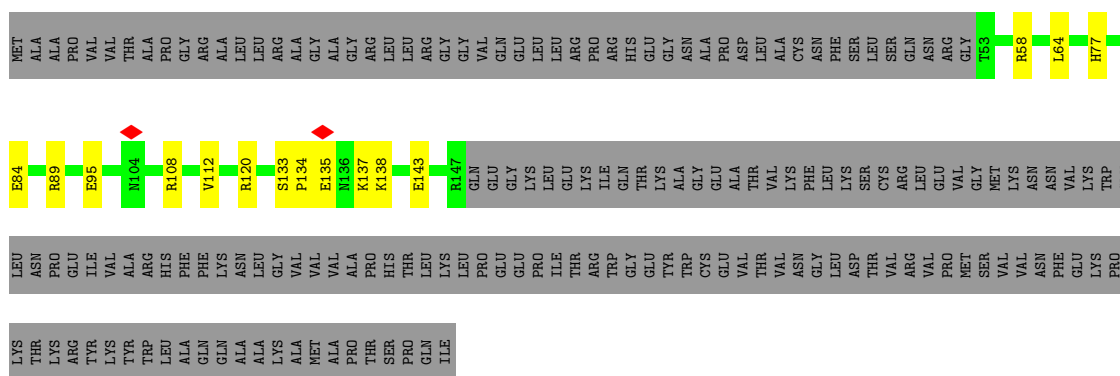 MET ALA ALA PRO VAL VAL THR ALA PRO GLY ARG ALA LEU LEU ARG ALA GLY ALA GLY ARG LEU LEU ARG GLY GLY VAL GLN GLU LEU LEU ARG PRO ARG HIS GLU GLY ASN ALA PRO ASP LEU ALA CYS ASN PHE SER LEU SER GLN ASN ARG GLY T53 R58 L64 H77
E84 R89 E95 N104 R108 V112 R120 S133 P134 E135 N136 K137 K138 E143 R147 GLN GLU GLY LYS LEU GLU LYS ILE GLN THR LYS ALA GLY GLU ALA THR VAL LYS PHE LEU LYS SER CYS ARG LEU GLU VAL GLY MET LYS ASN ASN VAL LYS TRP
LEU ASN PRO GLU ILE VAL ALA ARG HIS PHE PHE LYS ASN LEU GLY VAL VAL VAL ALA PRO HIS THR LEU LYS LEU PRO GLU GLU PRO ILE THR ARG TRP GLY GLU TYR TRP CYS GLU VAL THR VAL ASN GLY LEU ASP THR VAL ARG VAL PRO MET SER VAL VAL ASN PHE GLU LYS PRO
LYS THR LYS ARG TYR LYS TYR TRP LEU ALA GLN GLN ALA ALA LYS ALA MET ALA PRO THR SER PRO GLN ILE